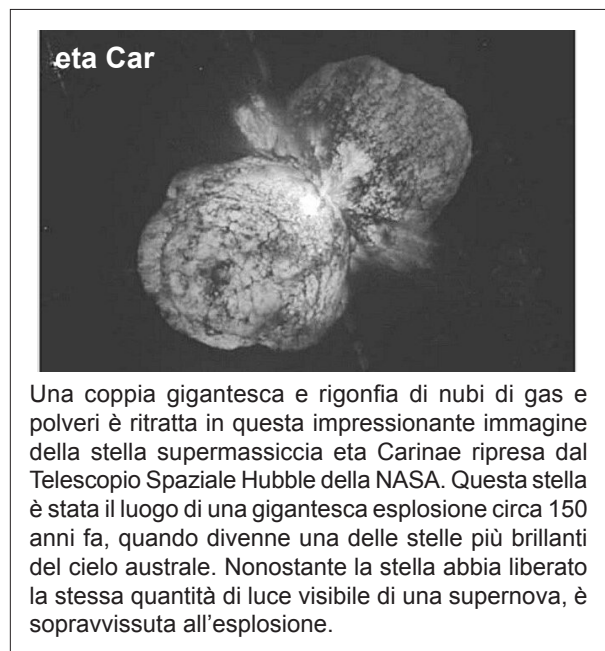 eta Car
Una coppia gigantesca e rigonfia di nubi di gas e
polveri è ritratta in questa impressionante immagine
della stella supermassiccia eta Carinae ripresa dal
Telescopio Spaziale Hubble della NASA. Questa stella
è stata il luogo di una gigantesca esplosione circa 150
anni fa, quando divenne una delle stelle più brillanti
del cielo australe. Nonostante la stella abbia liberato
la stessa quantità di luce visibile di una supernova, è
sopravvissuta all'esplosione.